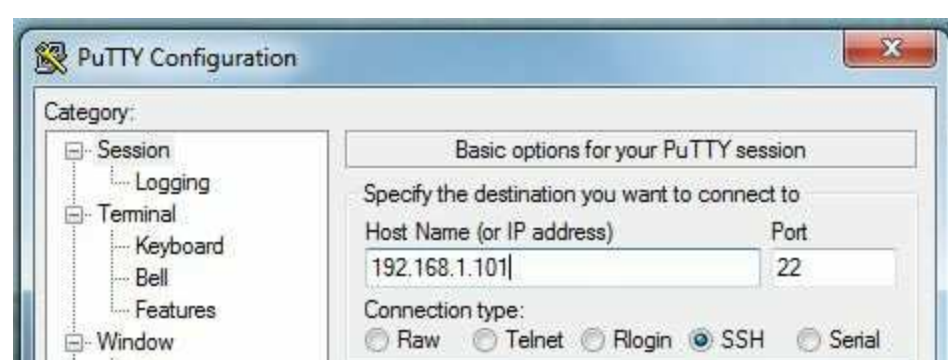 PuTTY Configuration
Category:
Session
Logging
Terminal
Keyboard
Bell
Features
Window
Basic options for your PuTTY session
Specify the destination you want to connect to
Host Name (or IP address) Port
192.168.1.101 22
Connection type:
Raw Telnet Rlogin SSH Serial